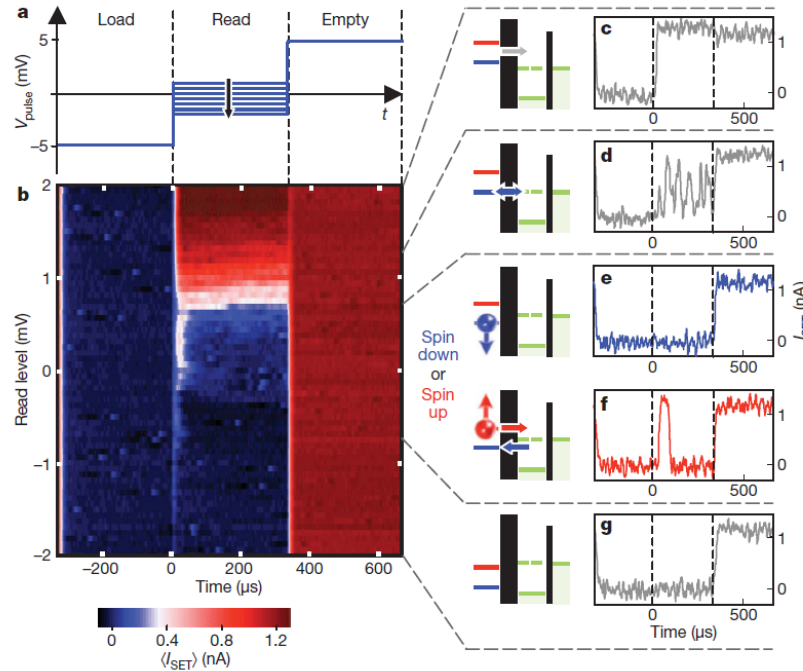 a
Load Read Empty
V_pulse (mV)
5
0
−5
t
b
Read level (mV)
2
1
0
−1
−2
−200 0 200 400 600
Time (μs)
0 0.4 0.8 1.2
⟨I_SET⟩ (nA)
Spin
down
or
Spin
up
c
1
0
0 500
d
1
0
0 500
e
1
0
0 500
f
1
0
0 500
g
1
0
0 500
Time (μs)